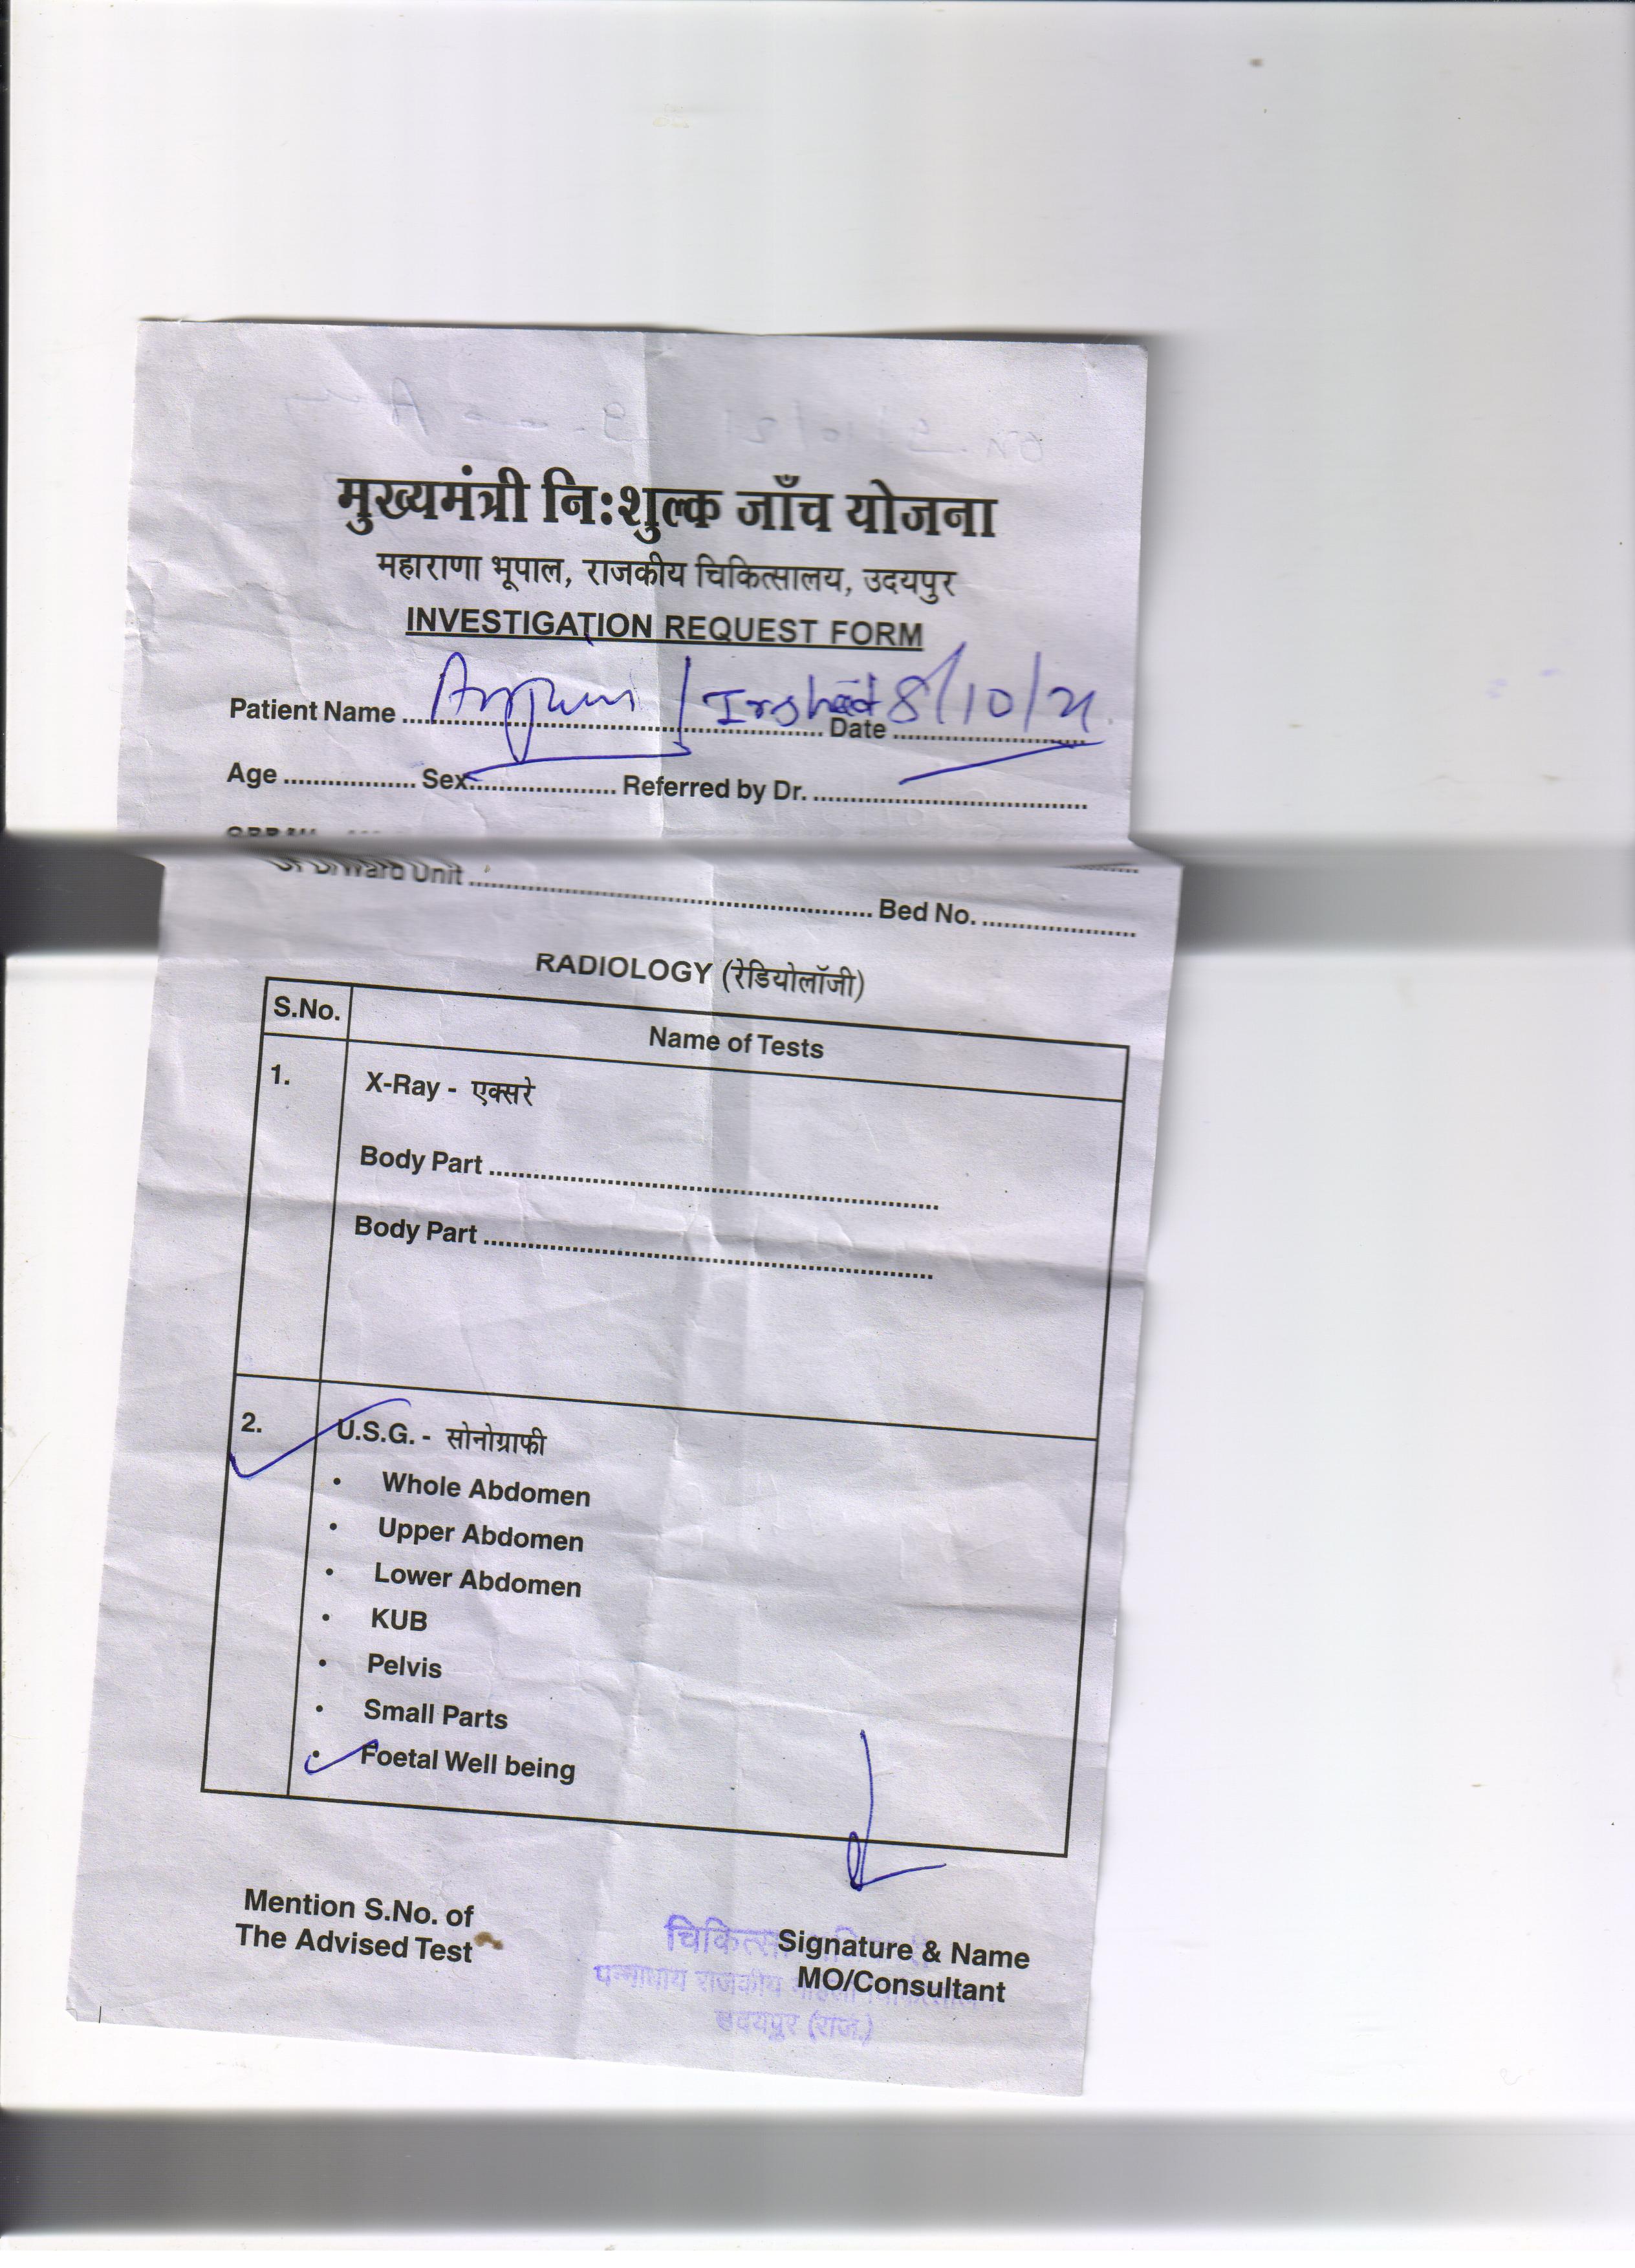 मुख्यमंत्री निःशुल्क जाँच योजना
महाराणा भूपाल, राजकीय चिकित्सालय, उदयपुर
INVESTIGATION REQUEST FORM
Patient Name / Irshad Date 8/10/21
Age Sex Referred by Dr.
Ward Unit Bed No.
RADIOLOGY (रेडियोलॉजी)
S.No. Name of Tests
1. X-Ray - एक्सरे
Body Part
Body Part
2. U.S.G. - सोनोग्राफी
• Whole Abdomen
• Upper Abdomen
• Lower Abdomen
• KUB
• Pelvis
• Small Parts
• Foetal Well being
Mention S.No. of
The Advised Test
Signature & Name
MO/Consultant
राजकीय
उदयपुर (राज.)